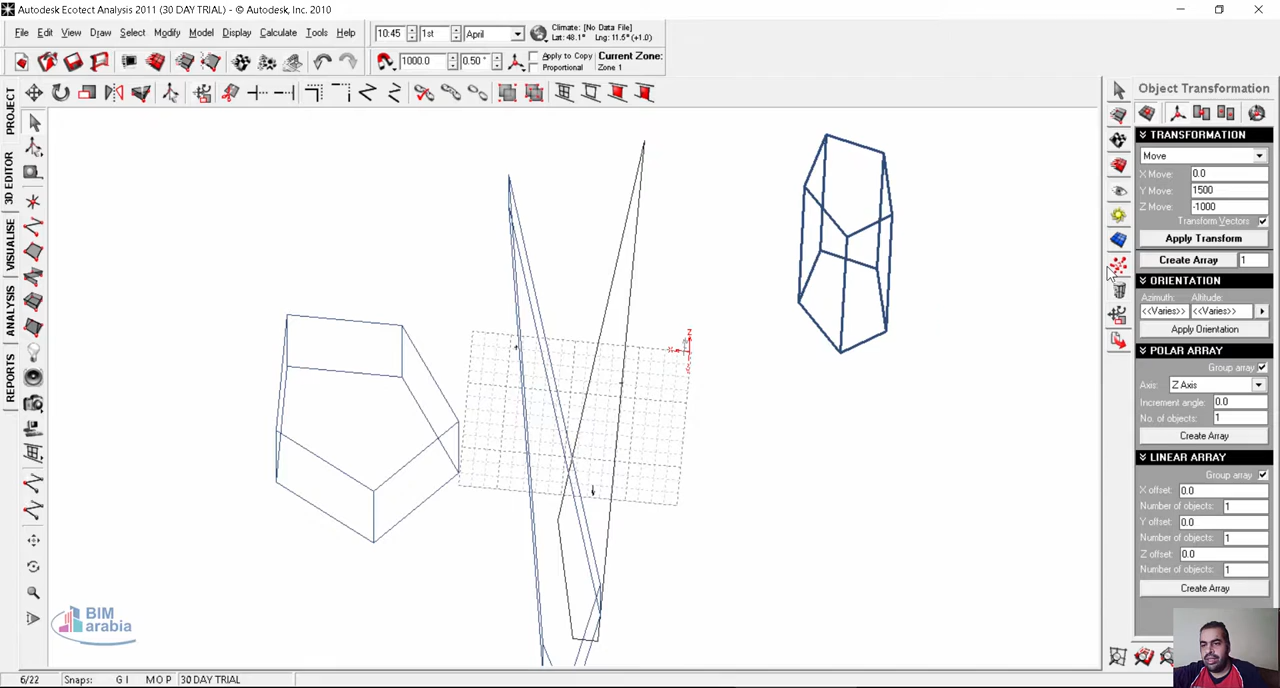 Autodesk Ecotect Analysis 2011 (30 DAY TRIAL) - © Autodesk, Inc. 2010
File Edit View Draw Select Modify Model Display Calculate Tools Help
10:45 1st April
Climate: [No Data File]
Lat: 48.1° Lng: 11.5° (+1.0)
1000.0 0.50 °
Apply to Copy
Proportional
Current Zone:
Zone 1
PROJECT
3D EDITOR
VISUALISE
ANALYSIS
REPORTS
Z
X
Object Transformation
TRANSFORMATION
Move
X Move: 0.0
Y Move: 1500
Z Move: -1000
Transform Vectors
Apply Transform
Create Array 1
ORIENTATION
Azimuth: Altitude:
<<Varies>> <<Varies>>
Apply Orientation
POLAR ARRAY
Group array
Axis: Z Axis
Increment angle: 0.0
No. of objects: 1
Create Array
LINEAR ARRAY
Group array
X offset: 0.0
Number of objects: 1
Y offset: 0.0
Number of objects: 1
Z offset: 0.0
Number of objects: 1
Create Array
BIM
arabia
6/22 Snaps: G I M O P 30 DAY TRIAL